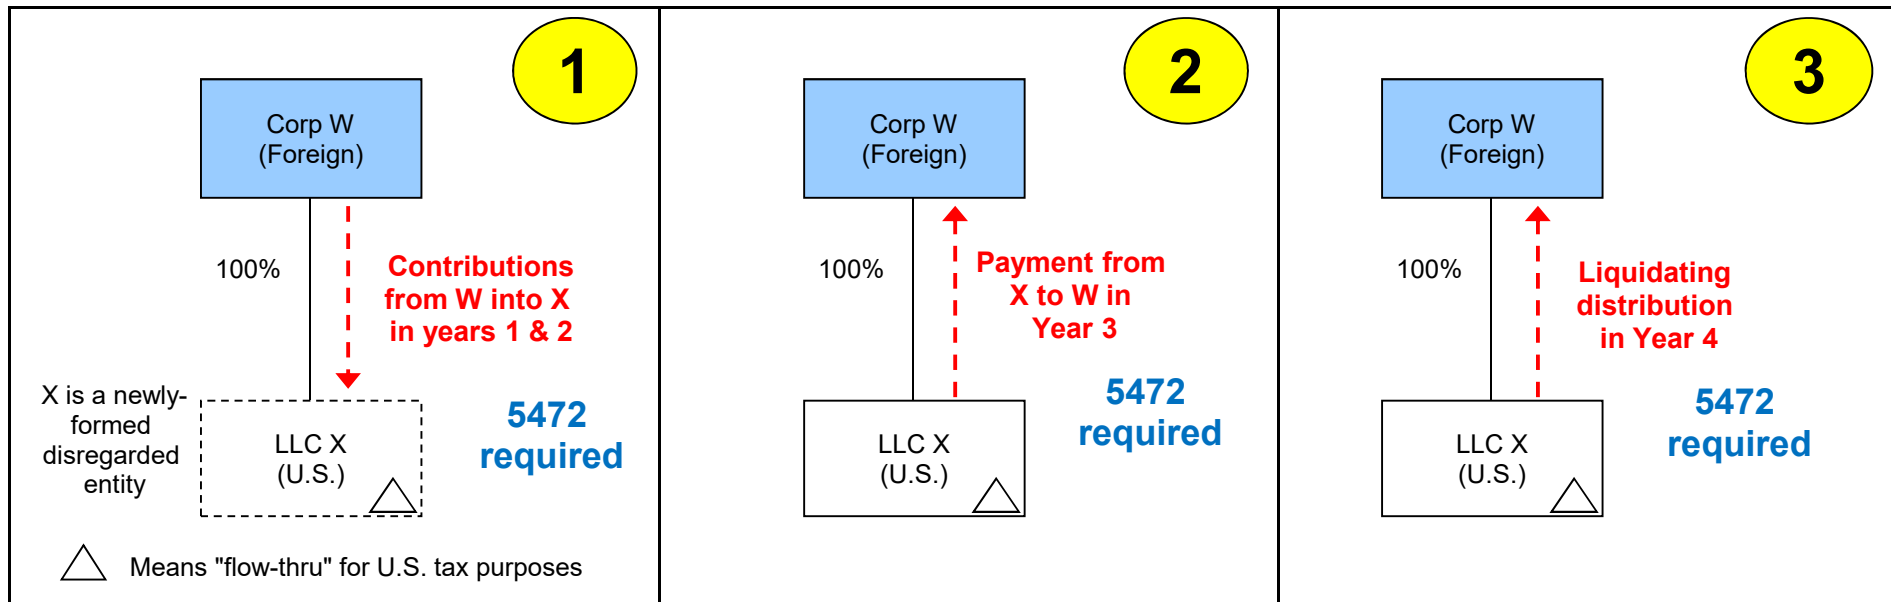 1
Corp W
(Foreign)
100%
Contributions
from W into X
in years 1 & 2
X is a newly-
formed
disregarded
entity
LLC X
(U.S.)
5472
required
Means "flow-thru" for U.S. tax purposes
2
Corp W
(Foreign)
100%
Payment from
X to W in
Year 3
5472
required
LLC X
(U.S.)
3
Corp W
(Foreign)
100%
Liquidating
distribution
in Year 4
5472
required
LLC X
(U.S.)